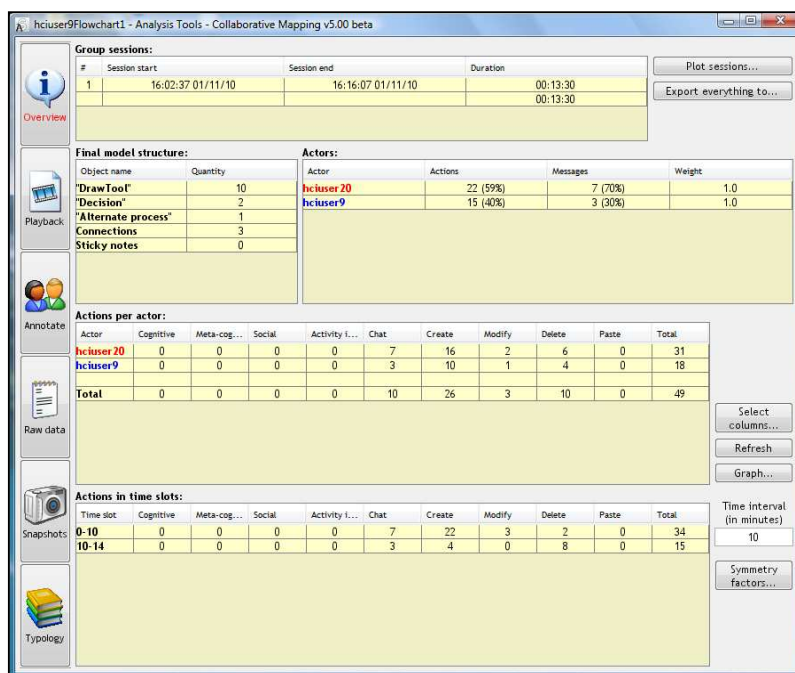 hciuser9Flowchart1 - Analysis Tools - Collaborative Mapping v5.00 beta
Overview
Playback
Annotate
Raw data
Snapshots
Typology
Group sessions:
# Session start Session end Duration
1 16:02:37 01/11/10 16:16:07 01/11/10 00:13:30
00:13:30
Plot sessions...
Export everything to...
Final model structure:
Object name Quantity
"DrawTool" 10
"Decision" 2
"Alternate process" 1
Connections 3
Sticky notes 0
Actors:
Actor Actions Messages Weight
hciuser20 22 (59%) 7 (70%) 1.0
hciuser9 15 (40%) 3 (30%) 1.0
Actions per actor:
Actor Cognitive Meta-cog... Social Activity i... Chat Create Modify Delete Paste Total
hciuser20 0 0 0 0 7 16 2 6 0 31
hciuser9 0 0 0 0 3 10 1 4 0 18
Total 0 0 0 0 10 26 3 10 0 49
Select
columns...
Refresh
Graph...
Actions in time slots:
Time slot Cognitive Meta-cog... Social Activity i... Chat Create Modify Delete Paste Total
0-10 0 0 0 0 7 22 3 2 0 34
10-14 0 0 0 0 3 4 0 8 0 15
Time interval
(in minutes)
10
Symmetry
factors...